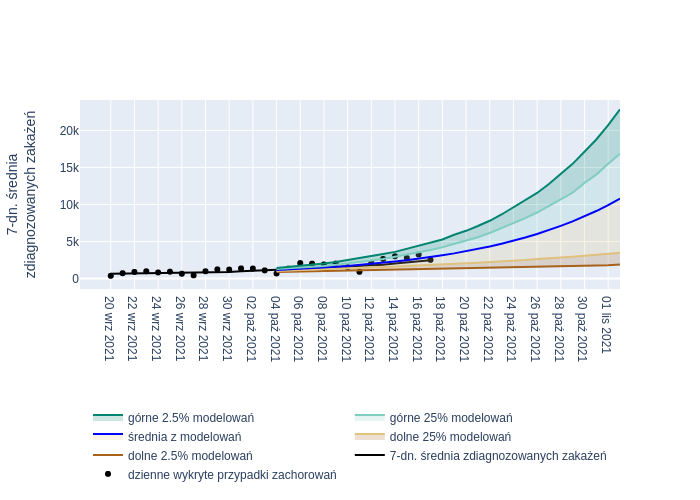 7-dn. średnia
zdiagnozowanych zakażeń
20k
15k
10k
5k
0
20 wrz 2021
22 wrz 2021
24 wrz 2021
26 wrz 2021
28 wrz 2021
30 wrz 2021
02 paź 2021
04 paź 2021
06 paź 2021
08 paź 2021
10 paź 2021
12 paź 2021
14 paź 2021
16 paź 2021
18 paź 2021
20 paź 2021
22 paź 2021
24 paź 2021
26 paź 2021
28 paź 2021
30 paź 2021
01 lis 2021
górne 2.5% modelowań
górne 25% modelowań
średnia z modelowań
dolne 25% modelowań
dolne 2.5% modelowań
7-dn. średnia zdiagnozowanych zakażeń
dzienne wykryte przypadki zachorowań